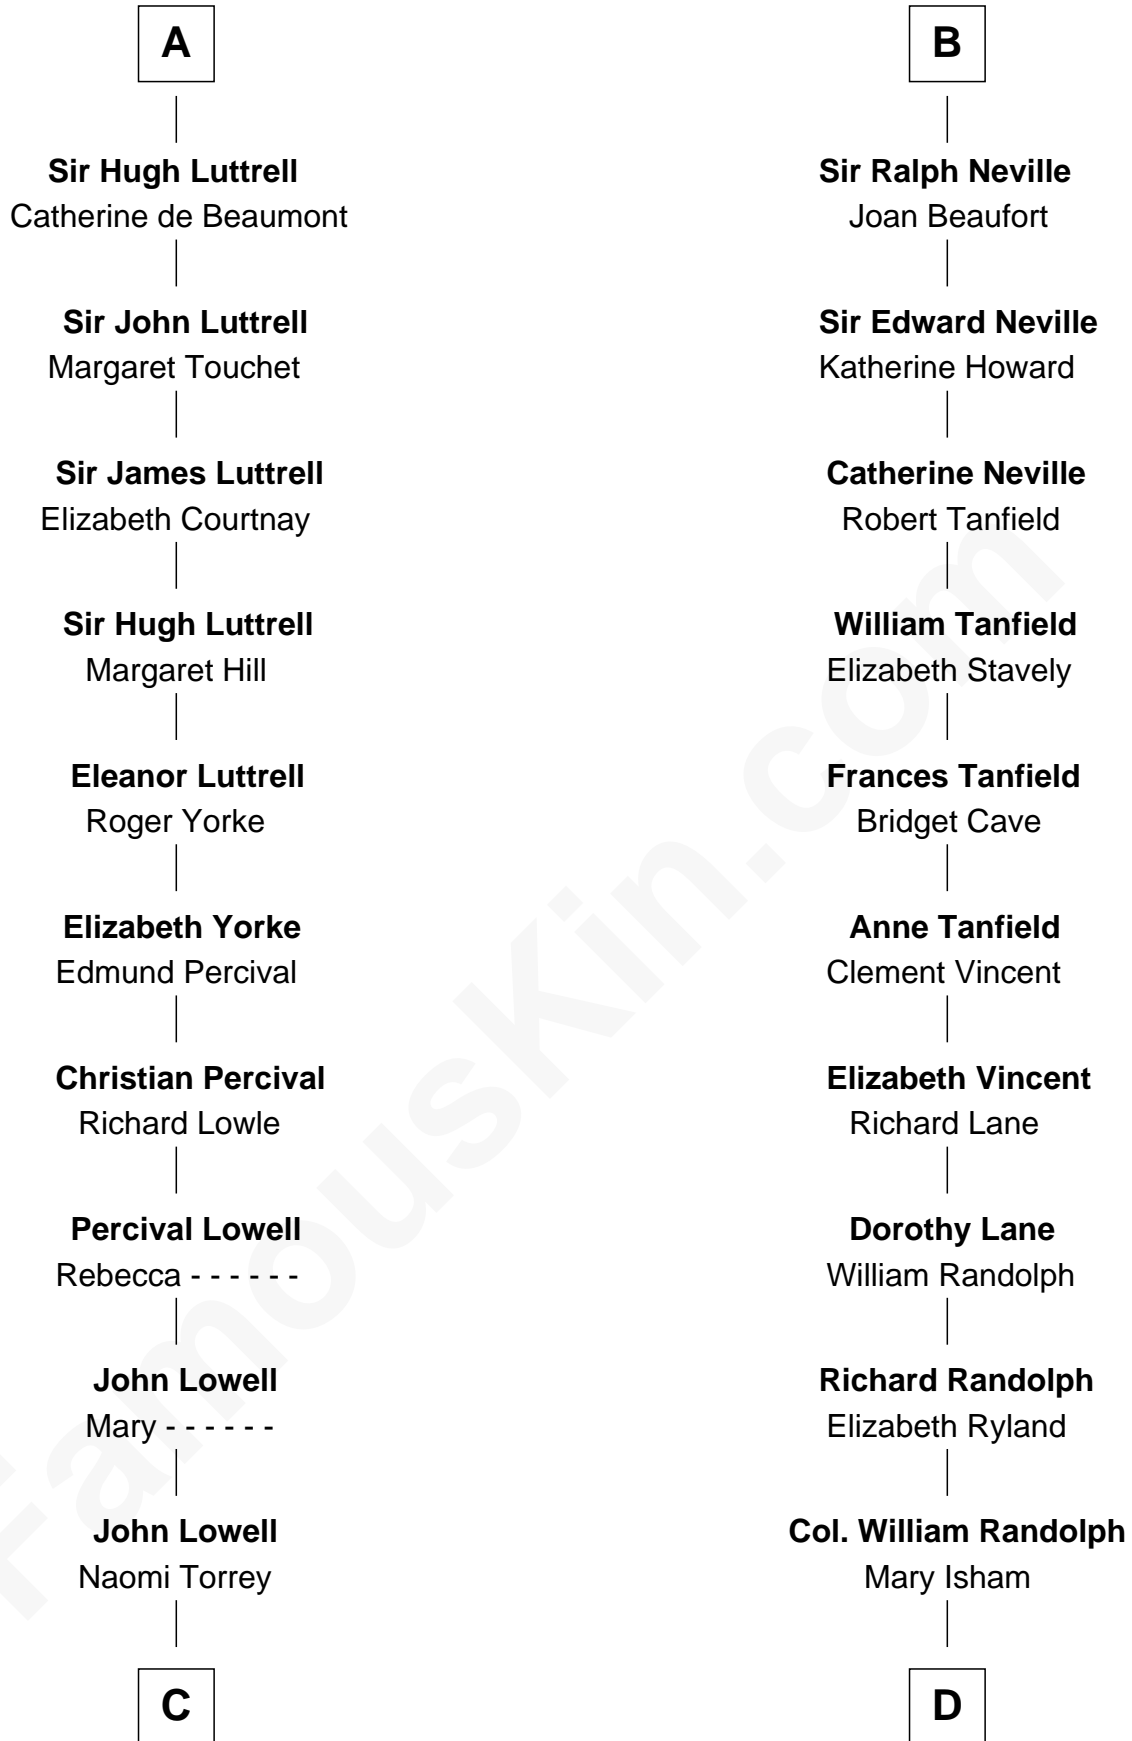 A
Sir Hugh Luttrell
Catherine de Beaumont
Sir John Luttrell
Margaret Touchet
Sir James Luttrell
Elizabeth Courtnay
Sir Hugh Luttrell
Margaret Hill
Eleanor Luttrell
Roger Yorke
Elizabeth Yorke
Edmund Percival
Christian Percival
Richard Lowle
Percival Lowell
Rebecca - - - - - -
John Lowell
Mary - - - - - -
John Lowell
Naomi Torrey
C
B
Sir Ralph Neville
Joan Beaufort
Sir Edward Neville
Katherine Howard
Catherine Neville
Robert Tanfield
William Tanfield
Elizabeth Stavely
Frances Tanfield
Bridget Cave
Anne Tanfield
Clement Vincent
Elizabeth Vincent
Richard Lane
Dorothy Lane
William Randolph
Richard Randolph
Elizabeth Ryland
Col. William Randolph
Mary Isham
D
FamousKin.com